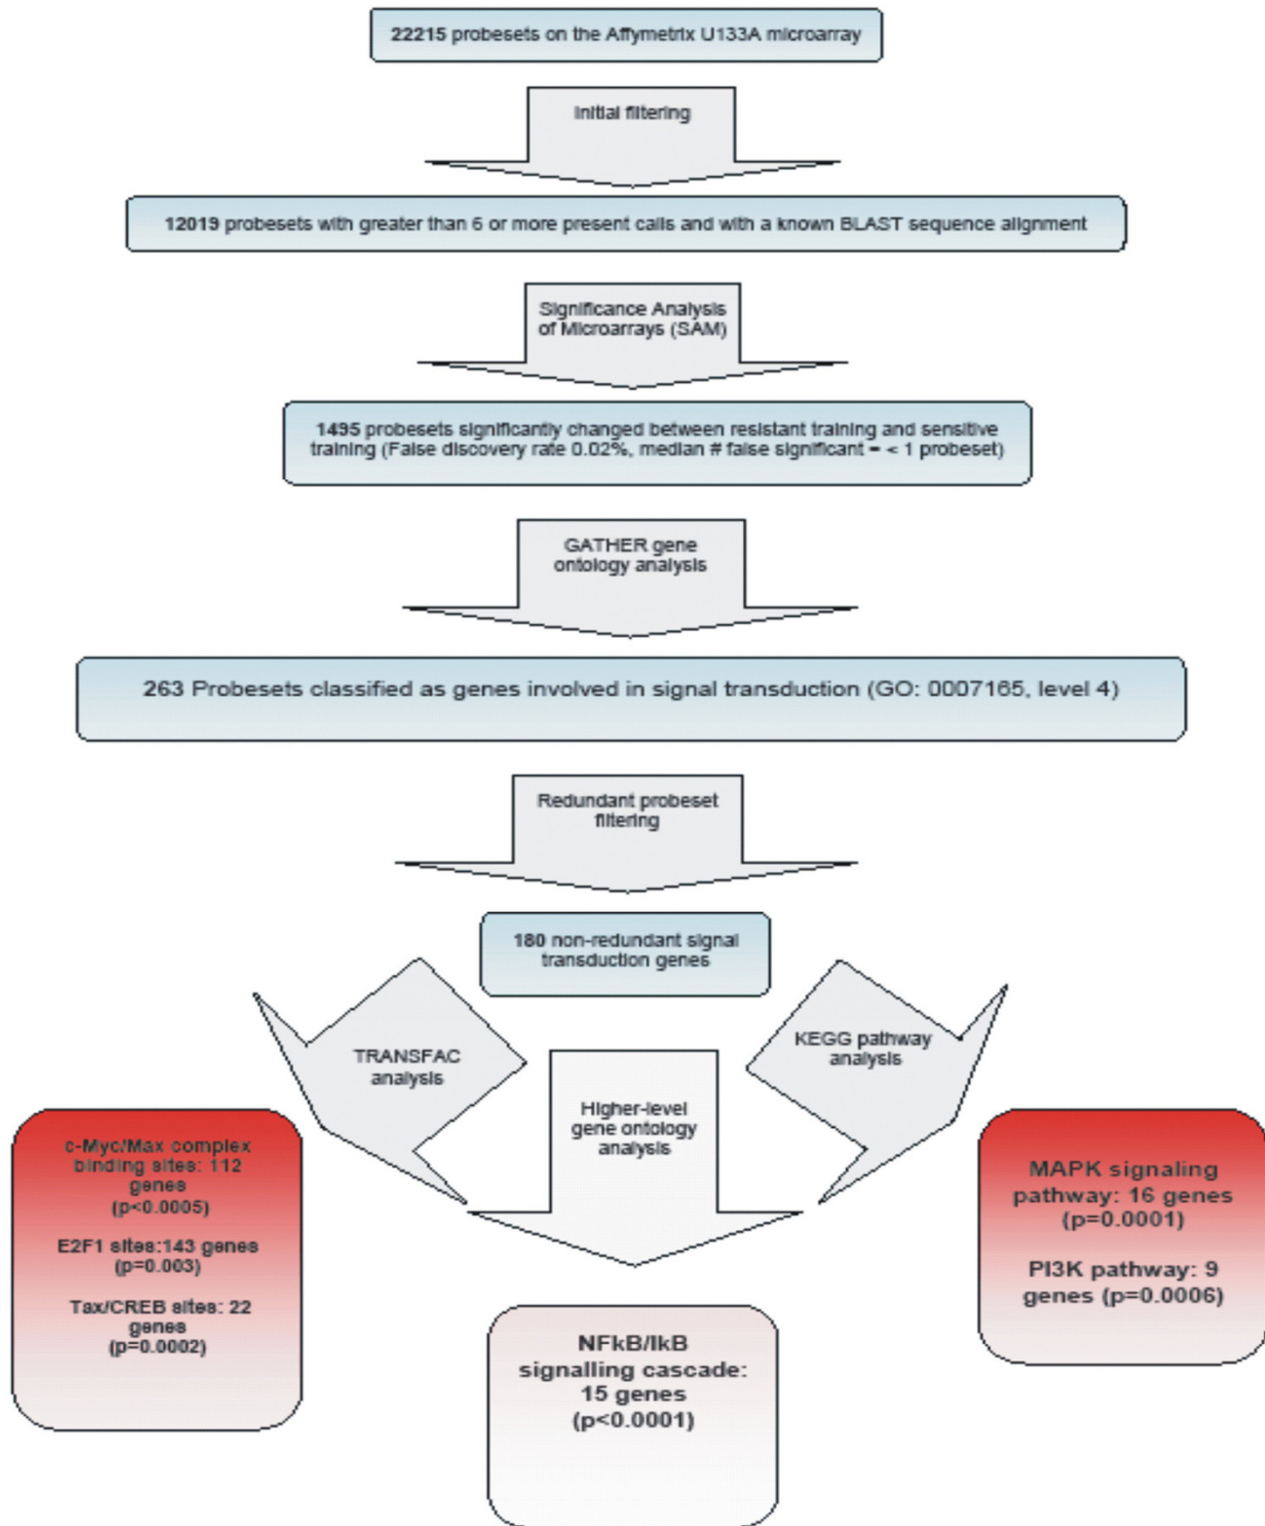 22215 probesets on the Affymetrix U133A microarray
Initial filtering
12019 probesets with greater than 6 or more present calls and with a known BLAST sequence alignment
Significance Analysis
of Microarrays (SAM)
1495 probesets significantly changed between resistant training and sensitive
training (False discovery rate 0.02%, median # false significant = < 1 probeset)
GATHER gene
ontology analysis
263 Probesets classified as genes involved in signal transduction (GO: 0007165, level 4)
Redundant probeset
filtering
180 non-redundant signal
transduction genes
TRANSFAC
analysis
Higher-level
gene ontology
analysis
KEGG pathway
analysis
c-Myc/Max complex
binding sites: 112
genes
(p<0.0005)
E2F1 sites:143 genes
(p=0.003)
Tax/CREB sites: 22
genes
(p=0.0002)
NFkB/IkB
signalling cascade:
15 genes
(p<0.0001)
MAPK signaling
pathway: 16 genes
(p=0.0001)
PI3K pathway: 9
genes (p=0.0006)